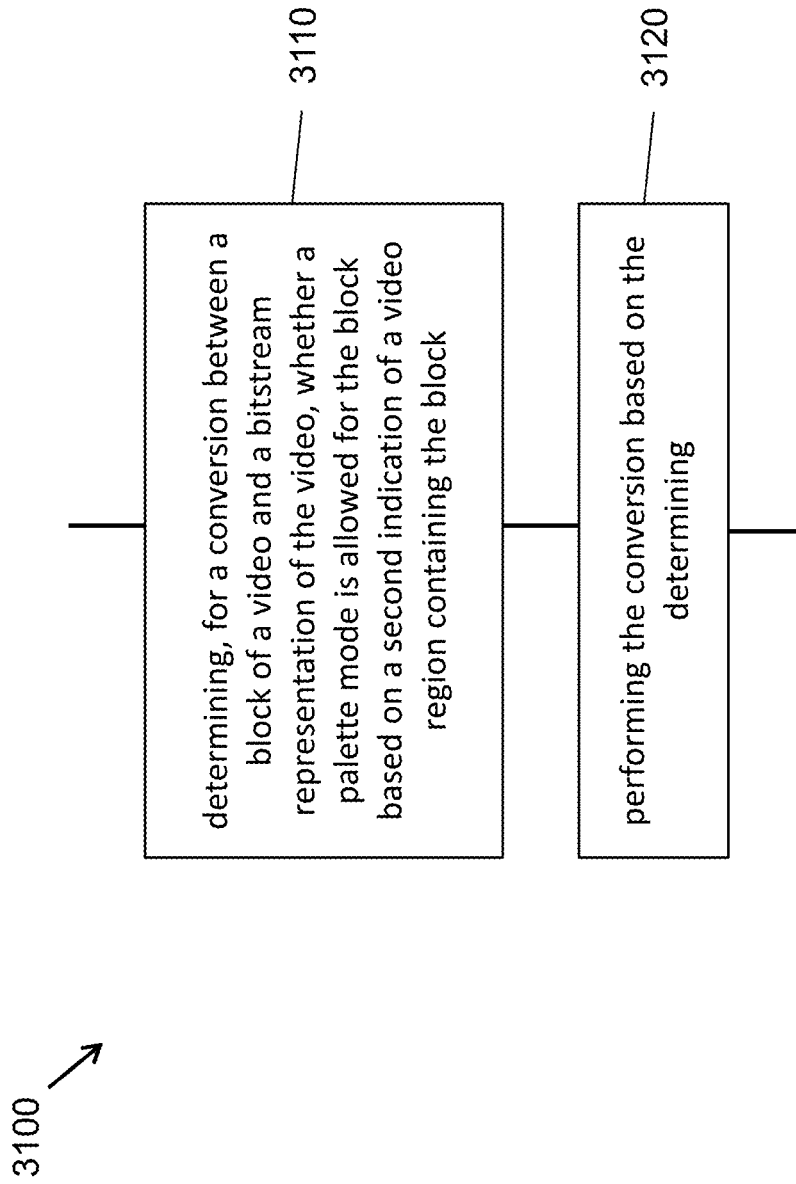 3100
determining, for a conversion between a
block of a video and a bitstream
representation of the video, whether a
palette mode is allowed for the block
based on a second indication of a video
region containing the block
3110
performing the conversion based on the
determining
3120